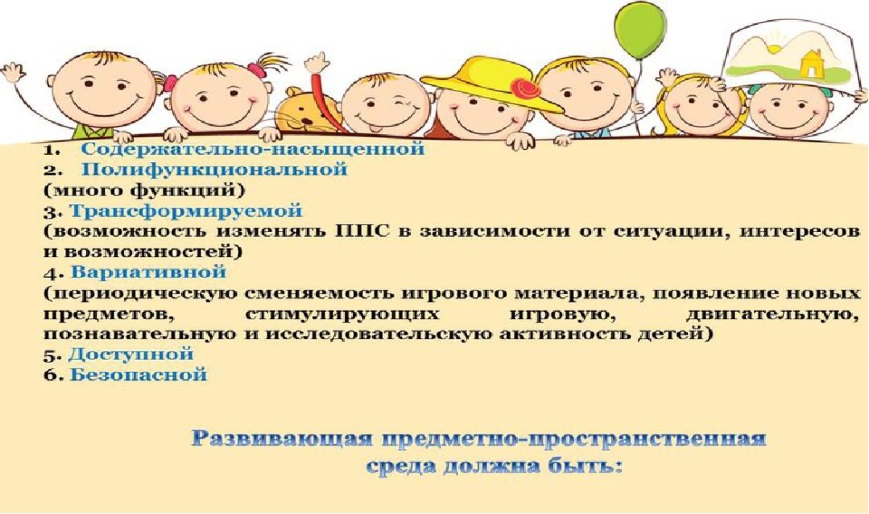 1. Содержательно-насыщенной
2. Полифункциональной
(много функций)
3. Трансформируемой
(возможность изменять ППС в зависимости от ситуации, интересов
и возможностей)
4. Вариативной
(периодическую сменяемость игрового материала, появление новых
предметов, стимулирующих игровую, двигательную,
познавательную и исследовательскую активность детей)
5. Доступной
6. Безопасной
Развивающая предметно-пространственная
среда должна быть: